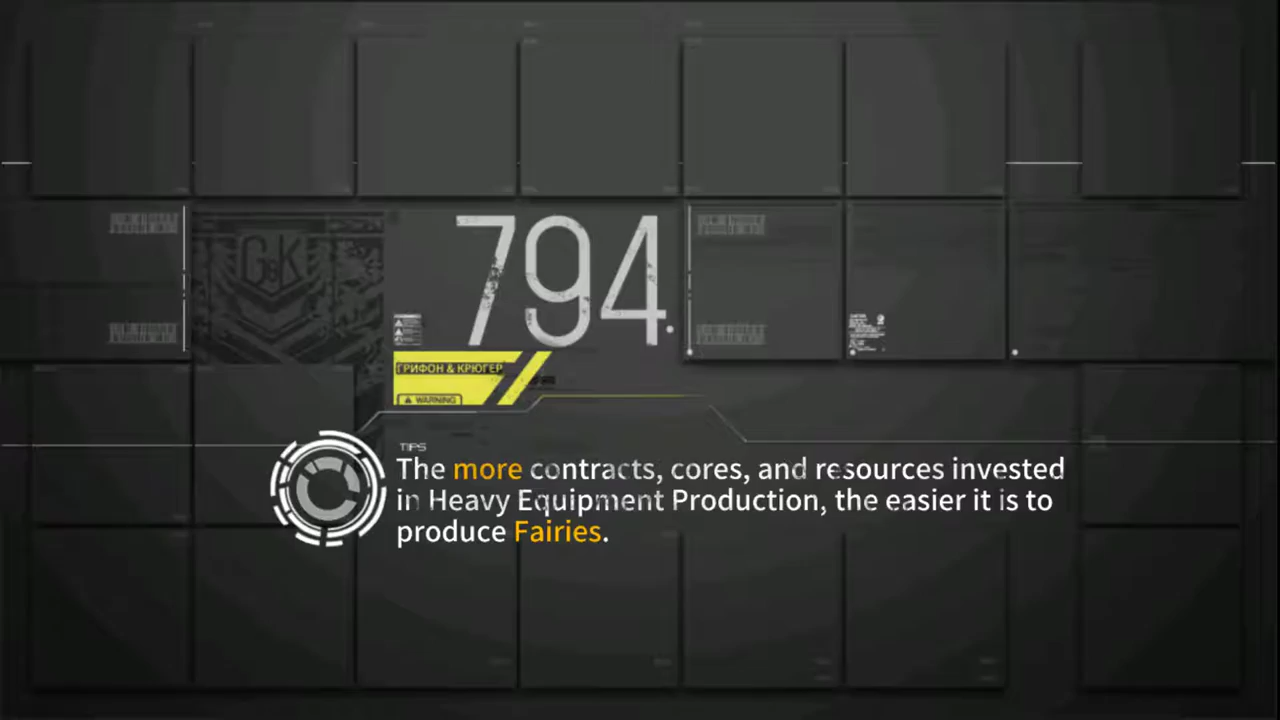 G&K
794.
ГРИФОН & КРЮГЕР
WARNING
TIPS
The more contracts, cores, and resources invested
in Heavy Equipment Production, the easier it is to
produce Fairies.